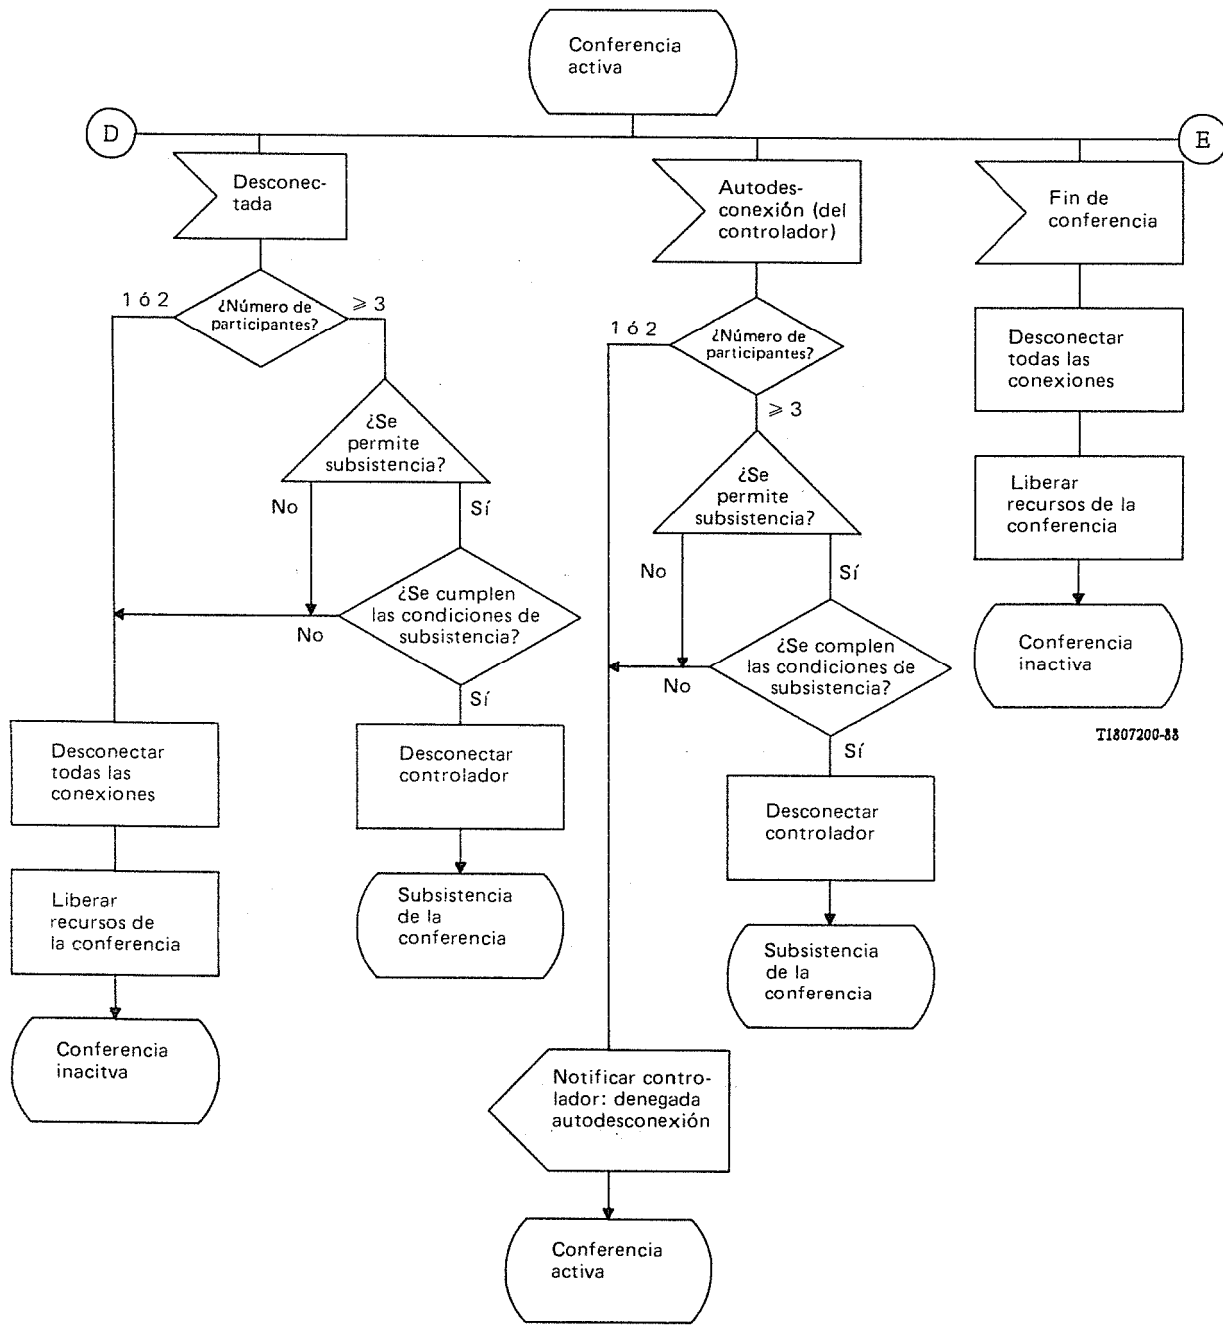 Conferencia
activa
D
E
Desconec-
tada
¿Número de
participantes?
1 ó 2
⩾ 3
¿Se
permite
subsistencia?
No
Sí
¿Se cumplen
las condiciones de
subsistencia?
No
Sí
Desconectar
todas las
conexiones
Liberar
recursos de
la conferencia
Conferencia
inacitva
Desconectar
controlador
Subsistencia
de la
conferencia
Autodes-
conexión (del
controlador)
¿Número de
participantes?
1 ó 2
⩾ 3
¿Se
permite
subsistencia?
No
Sí
¿Se complen
las condiciones de
subsistencia?
No
Sí
Desconectar
controlador
Subsistencia
de la
conferencia
Notificar contro-
lador: denegada
autodesconexión
Conferencia
activa
Fin de
conferencia
Desconectar
todas las
conexiones
Liberar
recursos de la
conferencia
Conferencia
inactiva
T1807200-88